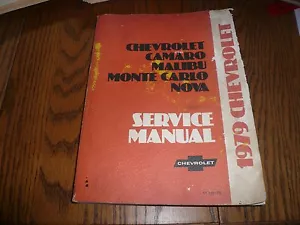 CHEVROLET
CAMARO
MALIBU
MONTE CARLO
NOVA
SERVICE
MANUAL
CHEVROLET
1979 CHEVROLET